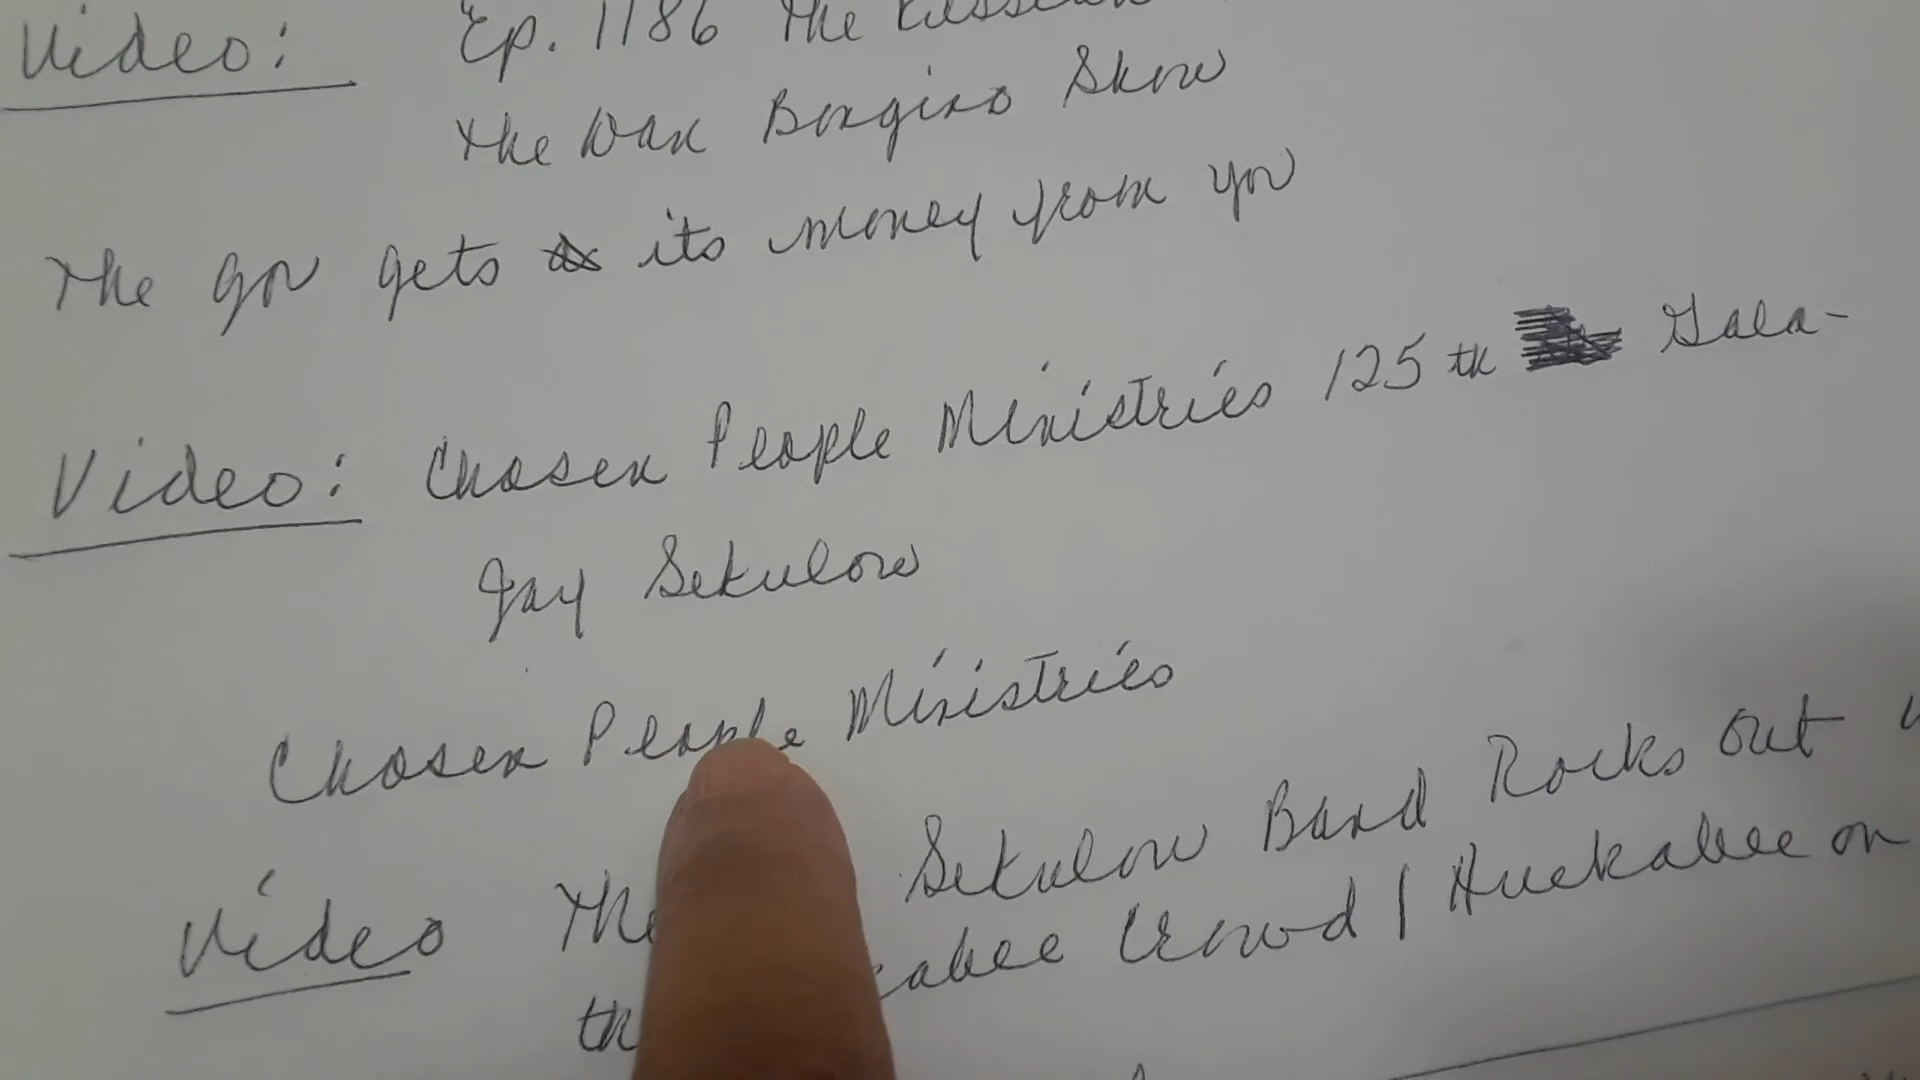 Video: Ep. 1186 The
The Dan Bongino Show
The gov gets its money from you
Video: Chosen People Ministries 125th Gala-
Jay Sekulow
Chosen People Ministries
Video The Sekulow Band Rocks Out
Crowd | Huckabee on